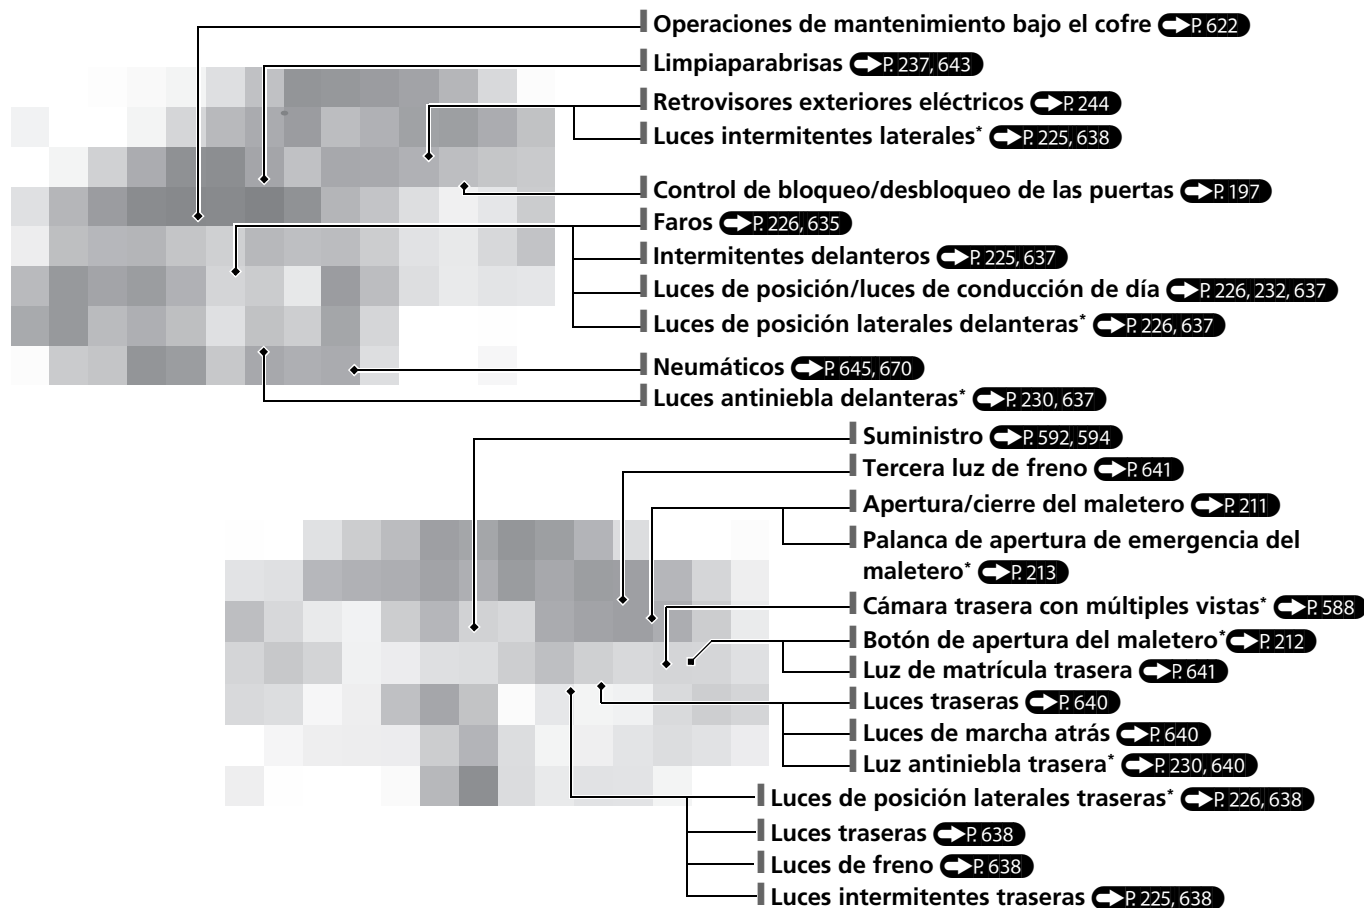 Operaciones de mantenimiento bajo el cofre P. 622
Limpiaparabrisas P. 237, 643
Retrovisores exteriores eléctricos P. 244
Luces intermitentes laterales* P. 225, 638
Control de bloqueo/desbloqueo de las puertas P. 197
Faros P. 226, 635
Intermitentes delanteros P. 225, 637
Luces de posición/luces de conducción de día P. 226, 232, 637
Luces de posición laterales delanteras* P. 226, 637
Neumáticos P. 645, 670
Luces antiniebla delanteras* P. 230, 637
Suministro P. 592, 594
Tercera luz de freno P. 641
Apertura/cierre del maletero P. 211
Palanca de apertura de emergencia del
maletero* P. 213
Cámara trasera con múltiples vistas* P. 588
Botón de apertura del maletero* P. 212
Luz de matrícula trasera P. 641
Luces traseras P. 640
Luces de marcha atrás P. 640
Luz antiniebla trasera* P. 230, 640
Luces de posición laterales traseras* P. 226, 638
Luces traseras P. 638
Luces de freno P. 638
Luces intermitentes traseras P. 225, 638